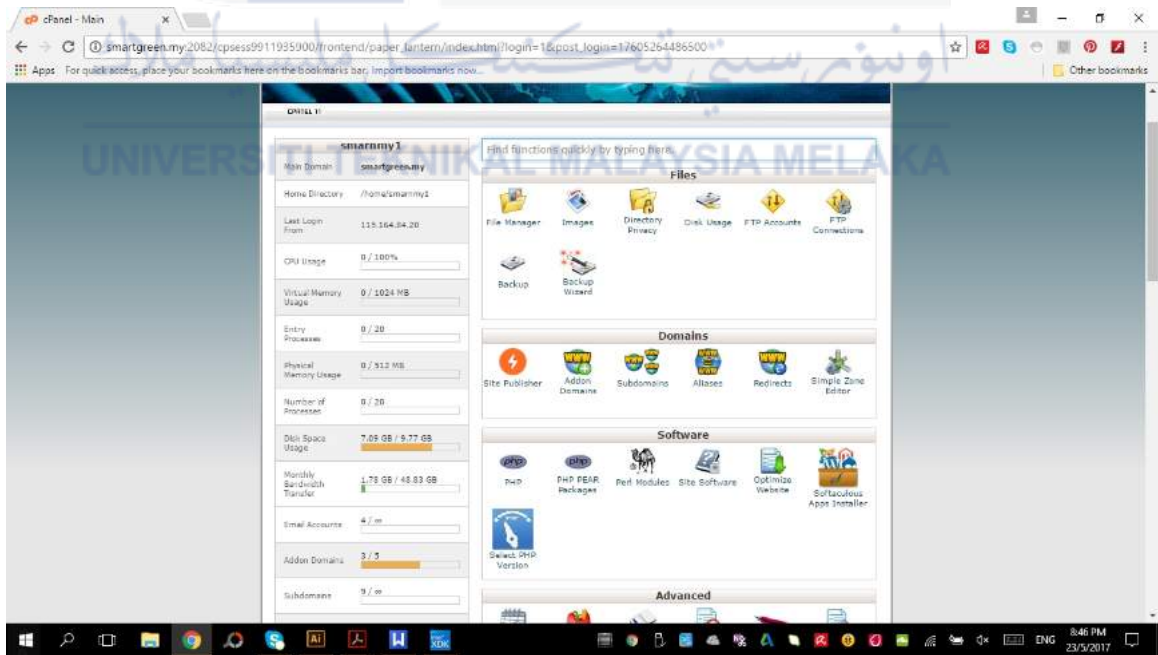 cPanel - Main
smartgreen.my:2082/cpsess9911935900/frontend/paper_lantern/index.html?login=1&post_login=17605264486500
Apps For quick access, place your bookmarks here on the bookmarks bar. Import bookmarks now...
Other bookmarks
اونيورسيتي تيكنيكل مليسيا ملاك
UNIVERSITI TEKNIKAL MALAYSIA MELAKA
CPANEL 11
smarnmy1
Main Domain smartgreen.my
Home Directory /home/smarnmy1
Last Login From 115.164.84.20
CPU Usage 0 / 100%
Virtual Memory Usage 0 / 1024 MB
Entry Processes 0 / 20
Physical Memory Usage 0 / 512 MB
Number of Processes 0 / 20
Disk Space Usage 7.09 GB / 9.77 GB
Monthly Bandwidth Transfer 1.78 GB / 48.83 GB
Email Accounts 4 / ∞
Addon Domains 3 / 5
Subdomains 9 / ∞
Find functions quickly by typing here.
Files
File Manager Images Directory Privacy Disk Usage FTP Accounts FTP Connections
Backup Backup Wizard
Domains
Site Publisher Addon Domains Subdomains Aliases Redirects Simple Zone Editor
Software
PHP PHP PEAR Packages Perl Modules Site Software Optimize Website Softaculous Apps Installer
Select PHP Version
Advanced
ENG
8:46 PM
23/5/2017